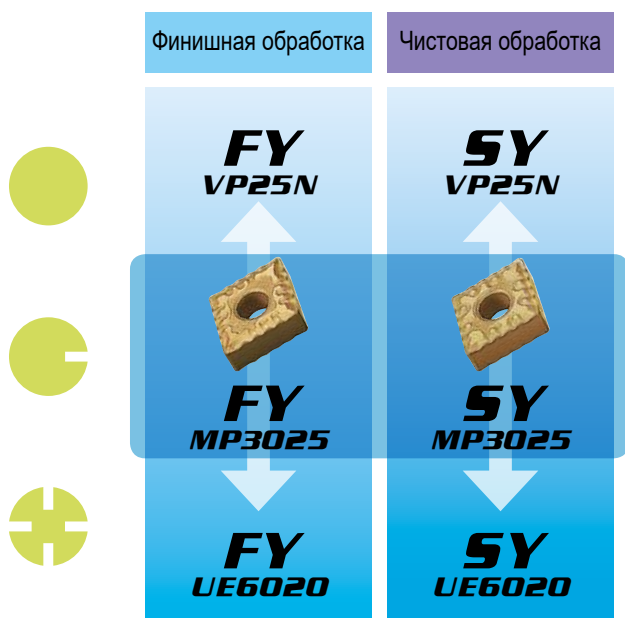 Финишная обработка
Чистовая обработка
FY
VP25N
SY
VP25N
FY
MP3025
SY
MP3025
FY
UE6020
SY
UE6020